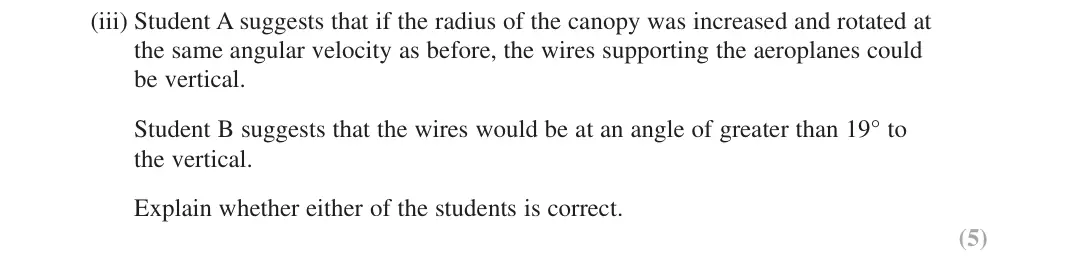 (iii) Student A suggests that if the radius of the canopy was increased and rotated at
the same angular velocity as before, the wires supporting the aeroplanes could
be vertical.
Student B suggests that the wires would be at an angle of greater than 19° to
the vertical.
Explain whether either of the students is correct.
(5)